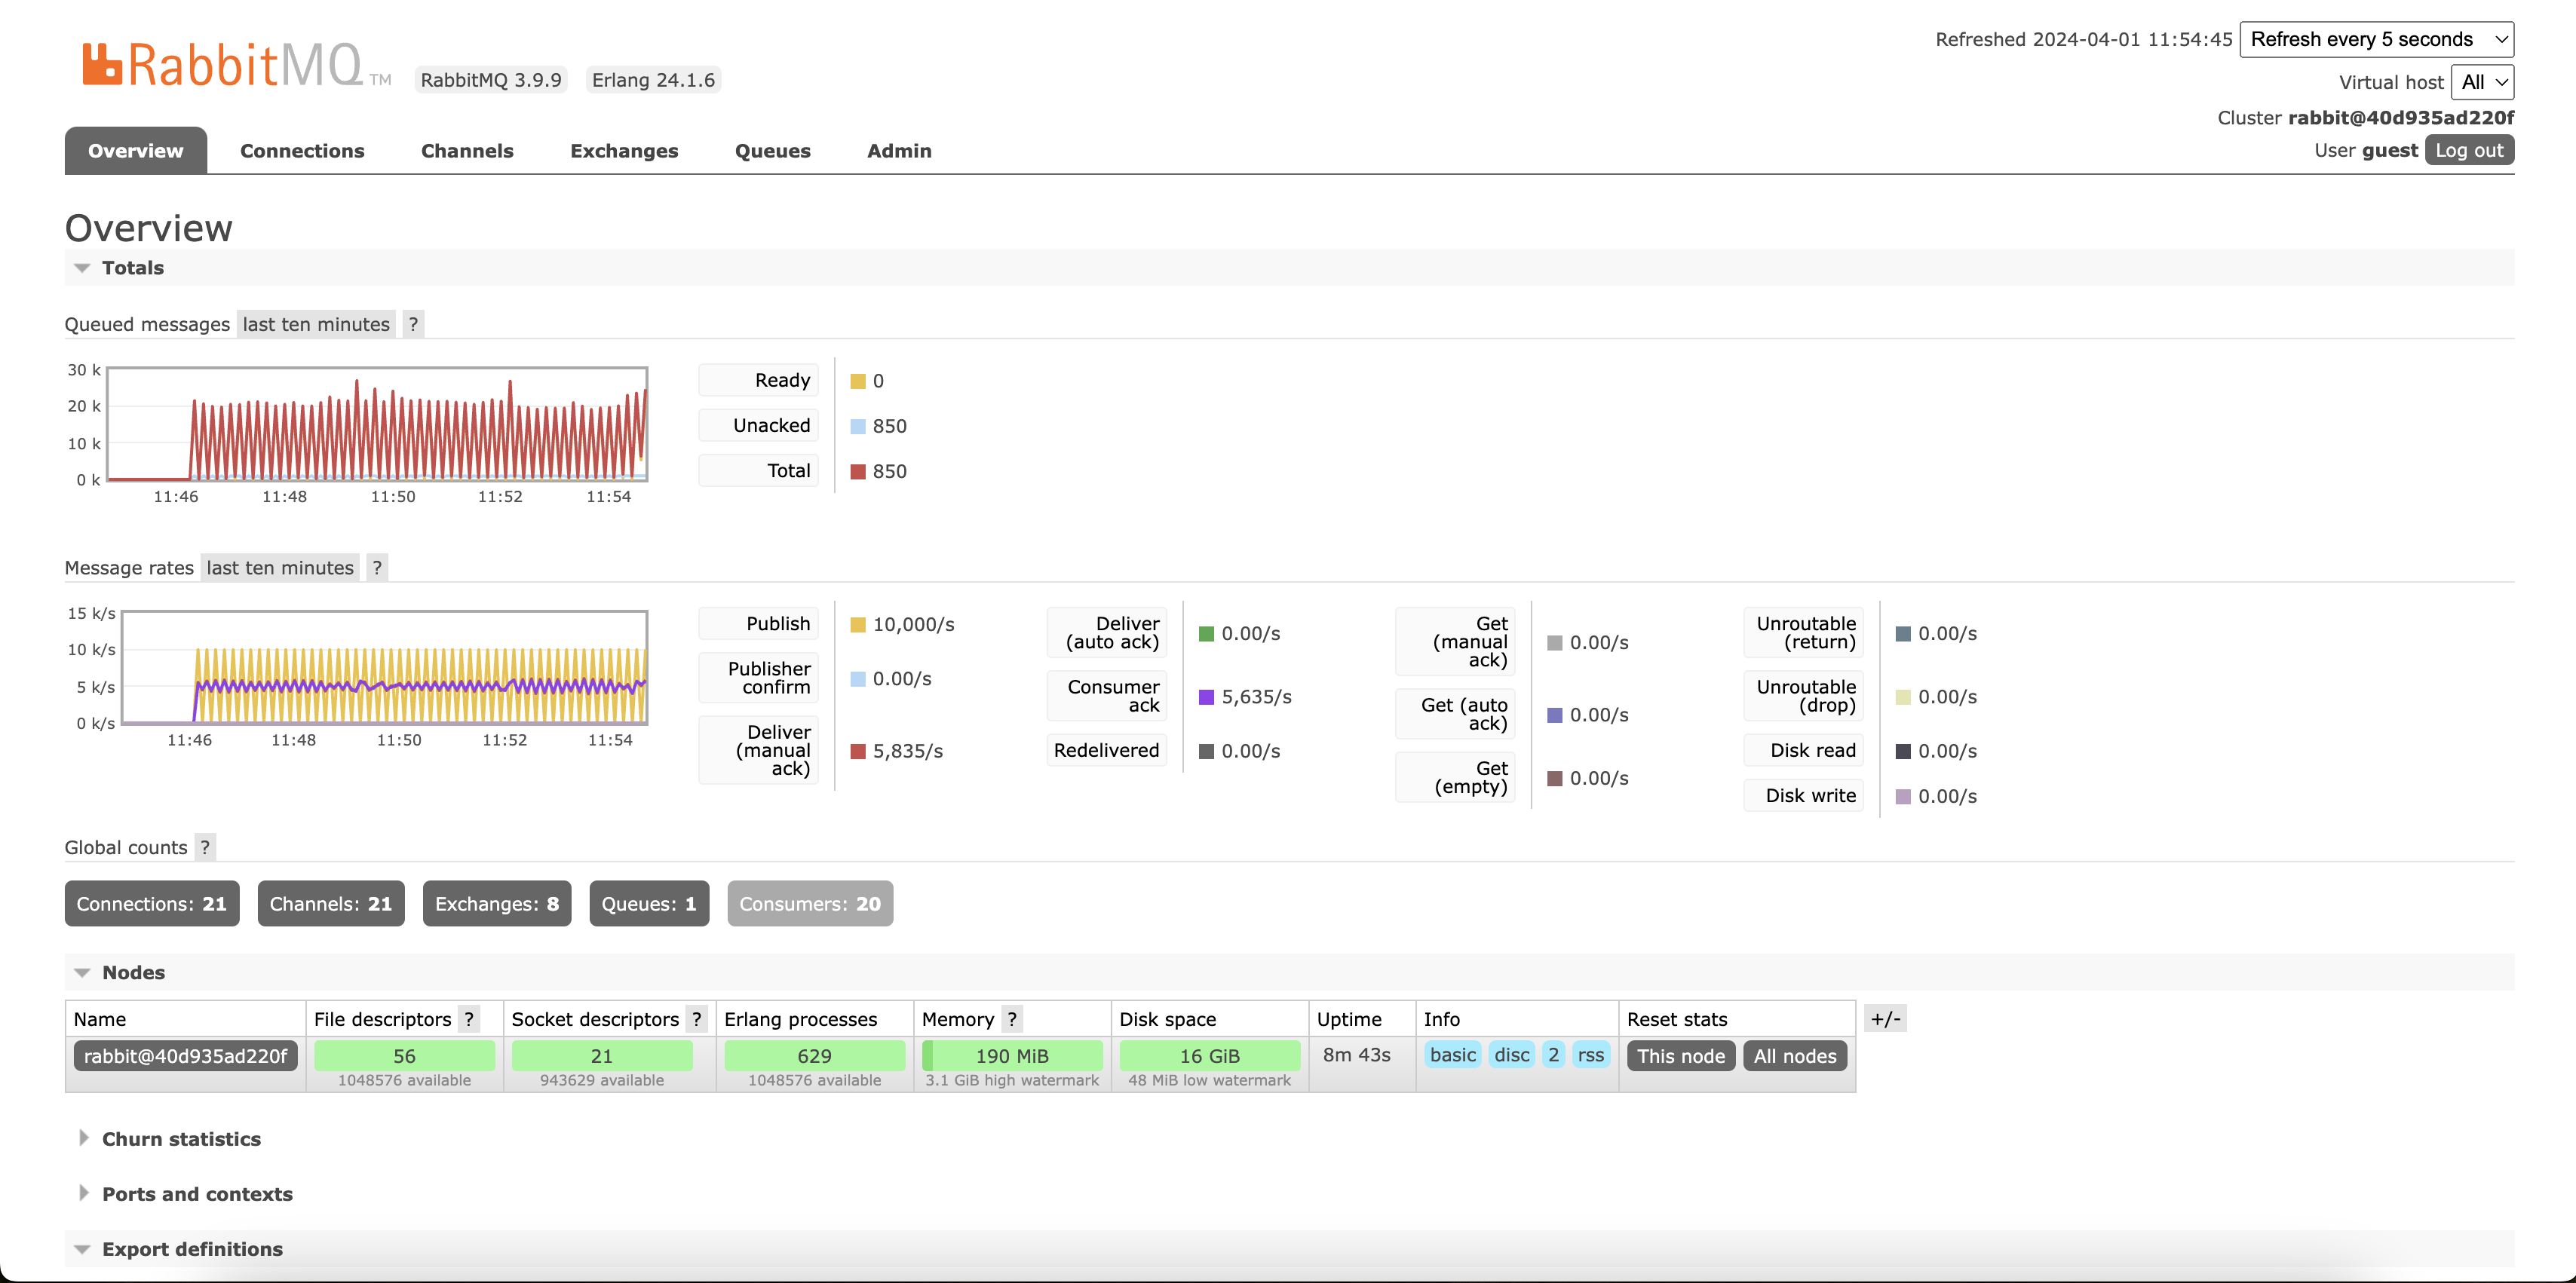 RabbitMQ TM RabbitMQ 3.9.9 Erlang 24.1.6
Refreshed 2024-04-01 11:54:45 Refresh every 5 seconds
Virtual host All
Cluster rabbit@40d935ad220f
User guest Log out
Overview Connections Channels Exchanges Queues Admin
Overview
Totals
Queued messages last ten minutes ?
30 k
20 k
10 k
0 k
11:46 11:48 11:50 11:52 11:54
Ready 0
Unacked 850
Total 850
Message rates last ten minutes ?
15 k/s
10 k/s
5 k/s
0 k/s
11:46 11:48 11:50 11:52 11:54
Publish 10,000/s
Publisher
confirm 0.00/s
Deliver
(manual
ack) 5,835/s
Deliver
(auto ack) 0.00/s
Consumer
ack 5,635/s
Redelivered 0.00/s
Get
(manual
ack) 0.00/s
Get (auto
ack) 0.00/s
Get
(empty) 0.00/s
Unroutable
(return) 0.00/s
Unroutable
(drop) 0.00/s
Disk read 0.00/s
Disk write 0.00/s
Global counts ?
Connections: 21 Channels: 21 Exchanges: 8 Queues: 1 Consumers: 20
Nodes
Name File descriptors ? Socket descriptors ? Erlang processes Memory ? Disk space Uptime Info Reset stats +/-
rabbit@40d935ad220f 56 21 629 190 MiB 16 GiB 8m 43s basic disc 2 rss This node All nodes
1048576 available 943629 available 1048576 available 3.1 GiB high watermark 48 MiB low watermark
Churn statistics
Ports and contexts
Export definitions